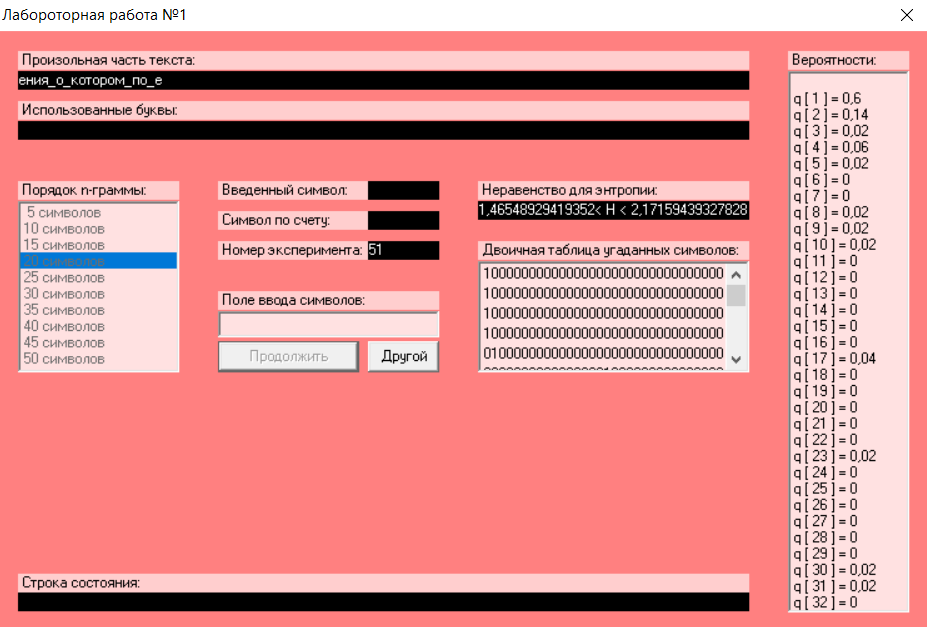 Лабороторная работа №1
Произольная часть текста:
ения_о_котором_по_е
Использованные буквы:
Порядок n-граммы:
5 символов
10 символов
15 символов
20 символов
25 символов
30 символов
35 символов
40 символов
45 символов
50 символов
Введенный символ:
Символ по счету:
Номер эксперимента: 51
Поле ввода символов:
Продолжить
Другой
Неравенство для энтропии:
1,46548929419352< H < 2,17159439327828
Двоичная таблица угаданных символов:
10000000000000000000000000000000
10000000000000000000000000000000
10000000000000000000000000000000
10000000000000000000000000000000
01000000000000000000000000000000
Строка состояния:
Вероятности:
q [ 1 ] = 0,6
q [ 2 ] = 0,14
q [ 3 ] = 0,02
q [ 4 ] = 0,06
q [ 5 ] = 0,02
q [ 6 ] = 0
q [ 7 ] = 0
q [ 8 ] = 0,02
q [ 9 ] = 0,02
q [ 10 ] = 0,02
q [ 11 ] = 0
q [ 12 ] = 0
q [ 13 ] = 0
q [ 14 ] = 0
q [ 15 ] = 0
q [ 16 ] = 0
q [ 17 ] = 0,04
q [ 18 ] = 0
q [ 19 ] = 0
q [ 20 ] = 0
q [ 21 ] = 0
q [ 22 ] = 0
q [ 23 ] = 0,02
q [ 24 ] = 0
q [ 25 ] = 0
q [ 26 ] = 0
q [ 27 ] = 0
q [ 28 ] = 0
q [ 29 ] = 0
q [ 30 ] = 0,02
q [ 31 ] = 0,02
q [ 32 ] = 0